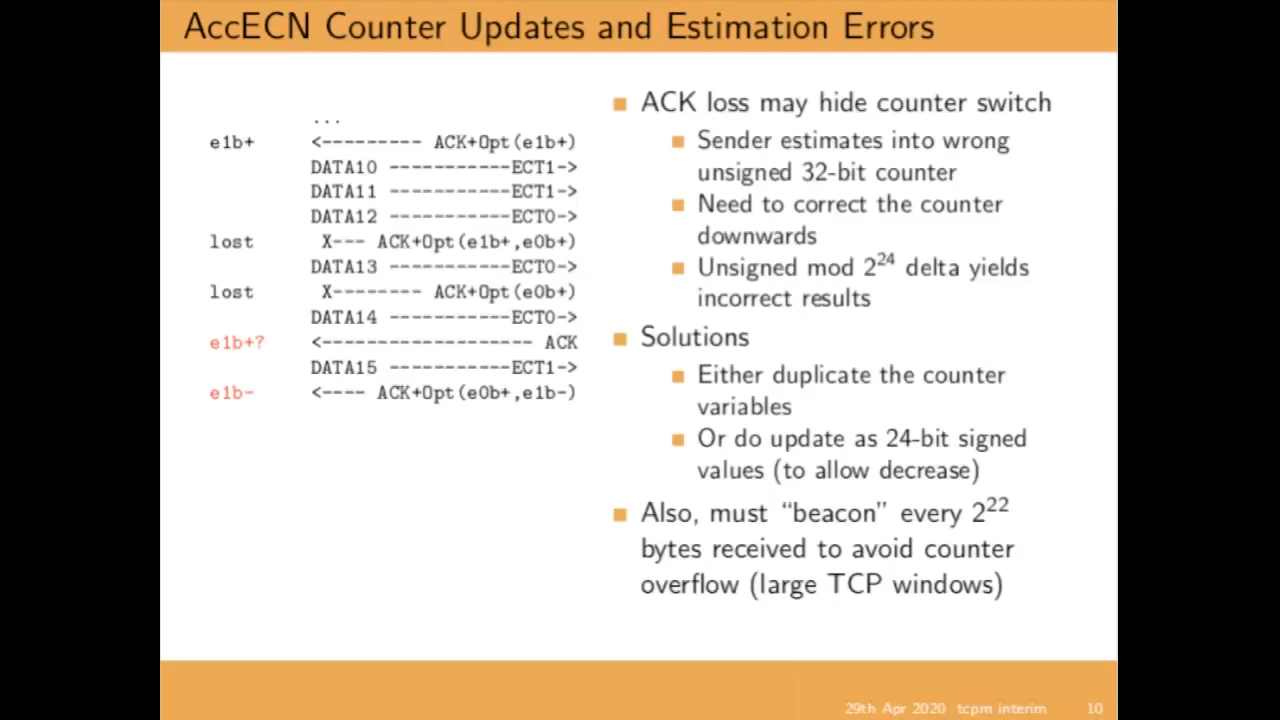 AccECN Counter Updates and Estimation Errors
...
e1b+ <--------- ACK+Opt(e1b+)
DATA10 -----------ECT1->
DATA11 -----------ECT1->
DATA12 -----------ECT0->
lost X--- ACK+Opt(e1b+,e0b+)
DATA13 -----------ECT0->
lost X-------- ACK+Opt(e0b+)
DATA14 -----------ECT0->
e1b+? <------------------- ACK
DATA15 -----------ECT1->
e1b- <---- ACK+Opt(e0b+,e1b-)
ACK loss may hide counter switch
Sender estimates into wrong
unsigned 32-bit counter
Need to correct the counter
downwards
Unsigned mod 2²⁴ delta yields
incorrect results
Solutions
Either duplicate the counter
variables
Or do update as 24-bit signed
values (to allow decrease)
Also, must “beacon” every 2²²
bytes received to avoid counter
overflow (large TCP windows)
29th Apr 2020 tcpm interim 10